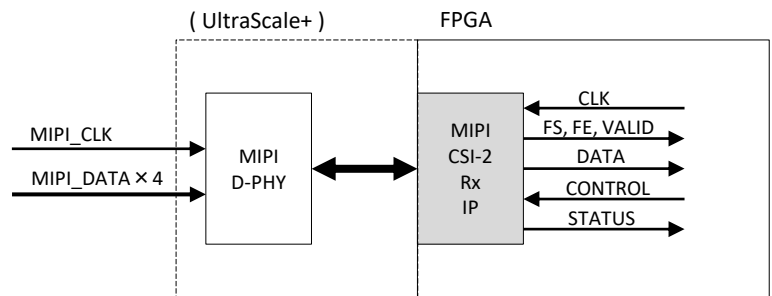 ( UltraScale+ )
FPGA
MIPI_CLK
MIPI_DATA×4
MIPI
D-PHY
MIPI
CSI-2
Rx
IP
CLK
FS, FE, VALID
DATA
CONTROL
STATUS